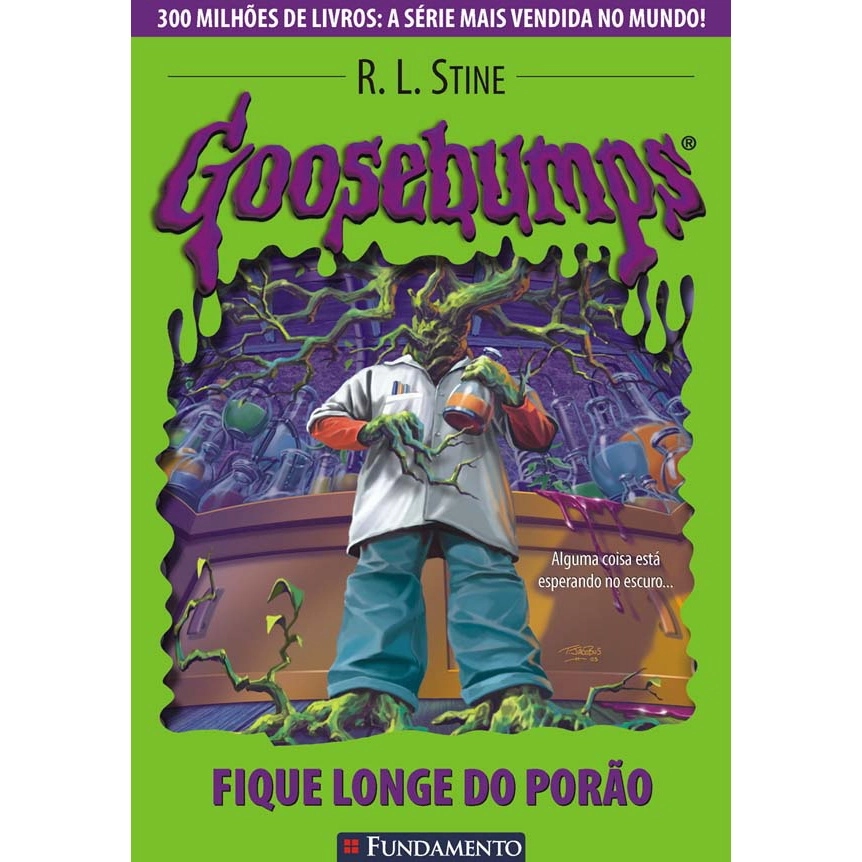 300 MILHÕES DE LIVROS: A SÉRIE MAIS VENDIDA NO MUNDO!
R. L. STINE
Goosebumps®
Alguma coisa está
esperando no escuro...
FIQUE LONGE DO PORÃO
FUNDAMENTO